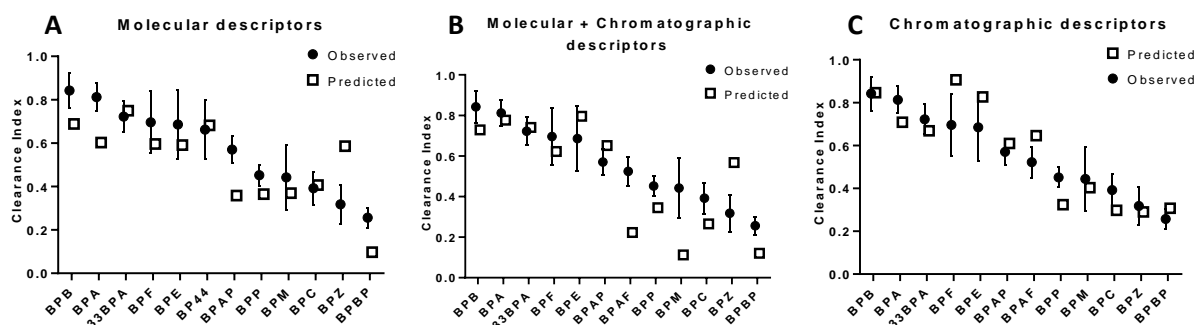 A
Molecular descriptors
Observed
Predicted
Clearance Index
1.0
0.8
0.6
0.4
0.2
0.0
BPB
BPA
33BPA
BPF
BPE
BP44
BPAP
BPP
BPM
BPC
BPZ
BPBP
B
Molecular + Chromatographic
descriptors
Observed
Predicted
Clearance Index
1.0
0.8
0.6
0.4
0.2
0.0
BPB
BPA
33BPA
BPF
BPE
BPAP
BPAF
BPP
BPM
BPC
BPZ
BPBP
C
Chromatographic descriptors
Predicted
Observed
Clearance Index
1.0
0.8
0.6
0.4
0.2
0.0
BPB
BPA
33BPA
BPF
BPE
BPAP
BPAF
BPP
BPM
BPC
BPZ
BPBP